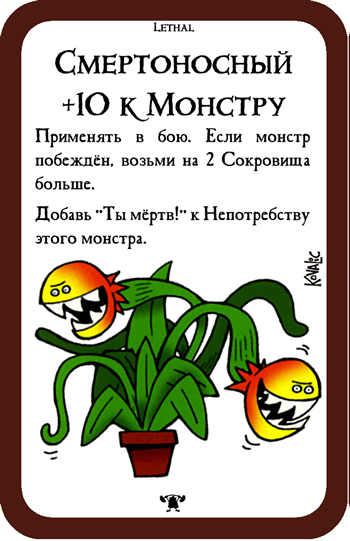 Lethal
Смертоносный
+10 к Монстру
Применять в бою. Если монстр
побеждён, возьми на 2 Сокровища
больше.
Добавь "Ты мёртв!" к Непотребству
этого монстра.
Kovalic